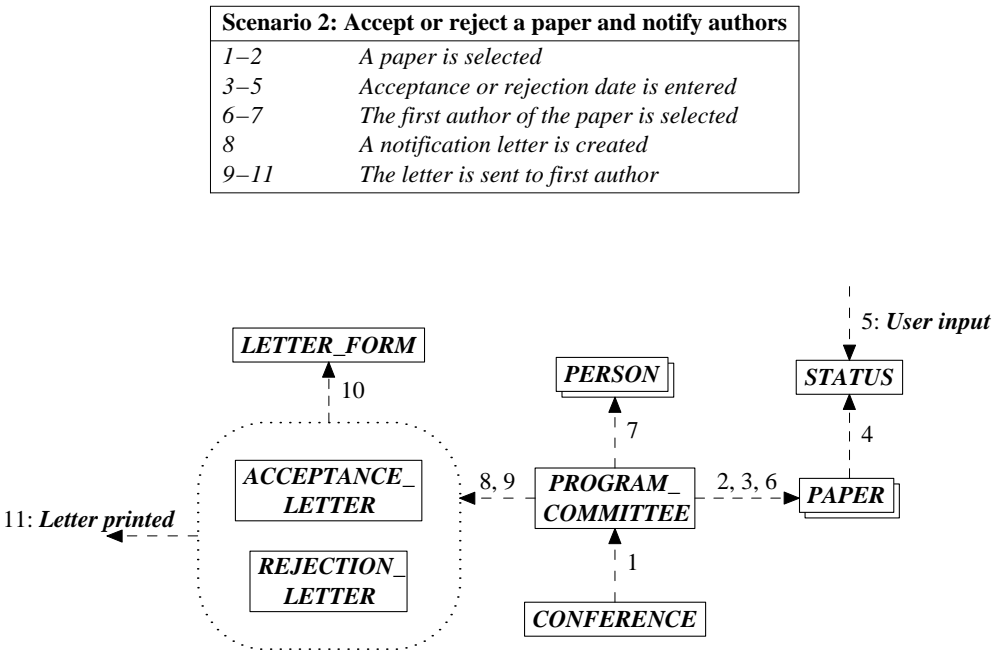 Scenario 2: Accept or reject a paper and notify authors
1–2 A paper is selected
3–5 Acceptance or rejection date is entered
6–7 The first author of the paper is selected
8 A notification letter is created
9–11 The letter is sent to first author
5: User input
LETTER_FORM
PERSON
STATUS
10
7
4
ACCEPTANCE_
LETTER
8, 9
PROGRAM_
COMMITTEE
2, 3, 6
PAPER
11: Letter printed
REJECTION_
LETTER
1
CONFERENCE